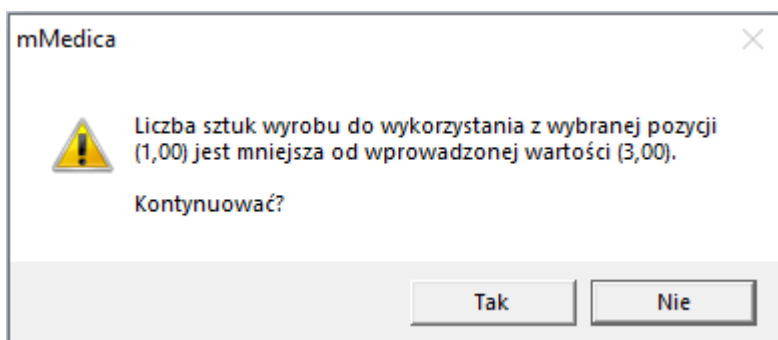 mMedica
Liczba sztuk wyrobu do wykorzystania z wybranej pozycji
(1,00) jest mniejsza od wprowadzonej wartości (3,00).
Kontynuować?
Tak
Nie